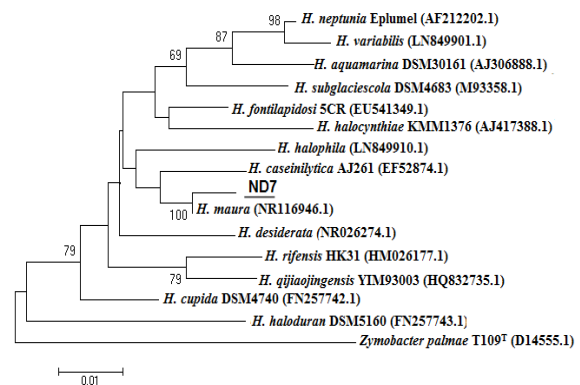 98
H. neptunia Eplumel (AF212202.1)
87
H. variabilis (LN849901.1)
69
H. aquamarina DSM30161 (AJ306888.1)
H. subglaciescola DSM4683 (M93358.1)
H. fontilapidosi 5CR (EU541349.1)
H. halocynthiae KMM1376 (AJ417388.1)
H. halophila (LN849910.1)
H. caseinilytica AJ261 (EF52874.1)
ND7
100
H. maura (NR116946.1)
H. desiderata (NR026274.1)
79
H. rifensis HK31 (HM026177.1)
79
H. qijiaojingensis YIM93003 (HQ832735.1)
H. cupida DSM4740 (FN257742.1)
H. haloduran DSM5160 (FN257743.1)
Zymobacter palmae T109ᵀ (D14555.1)
0.01